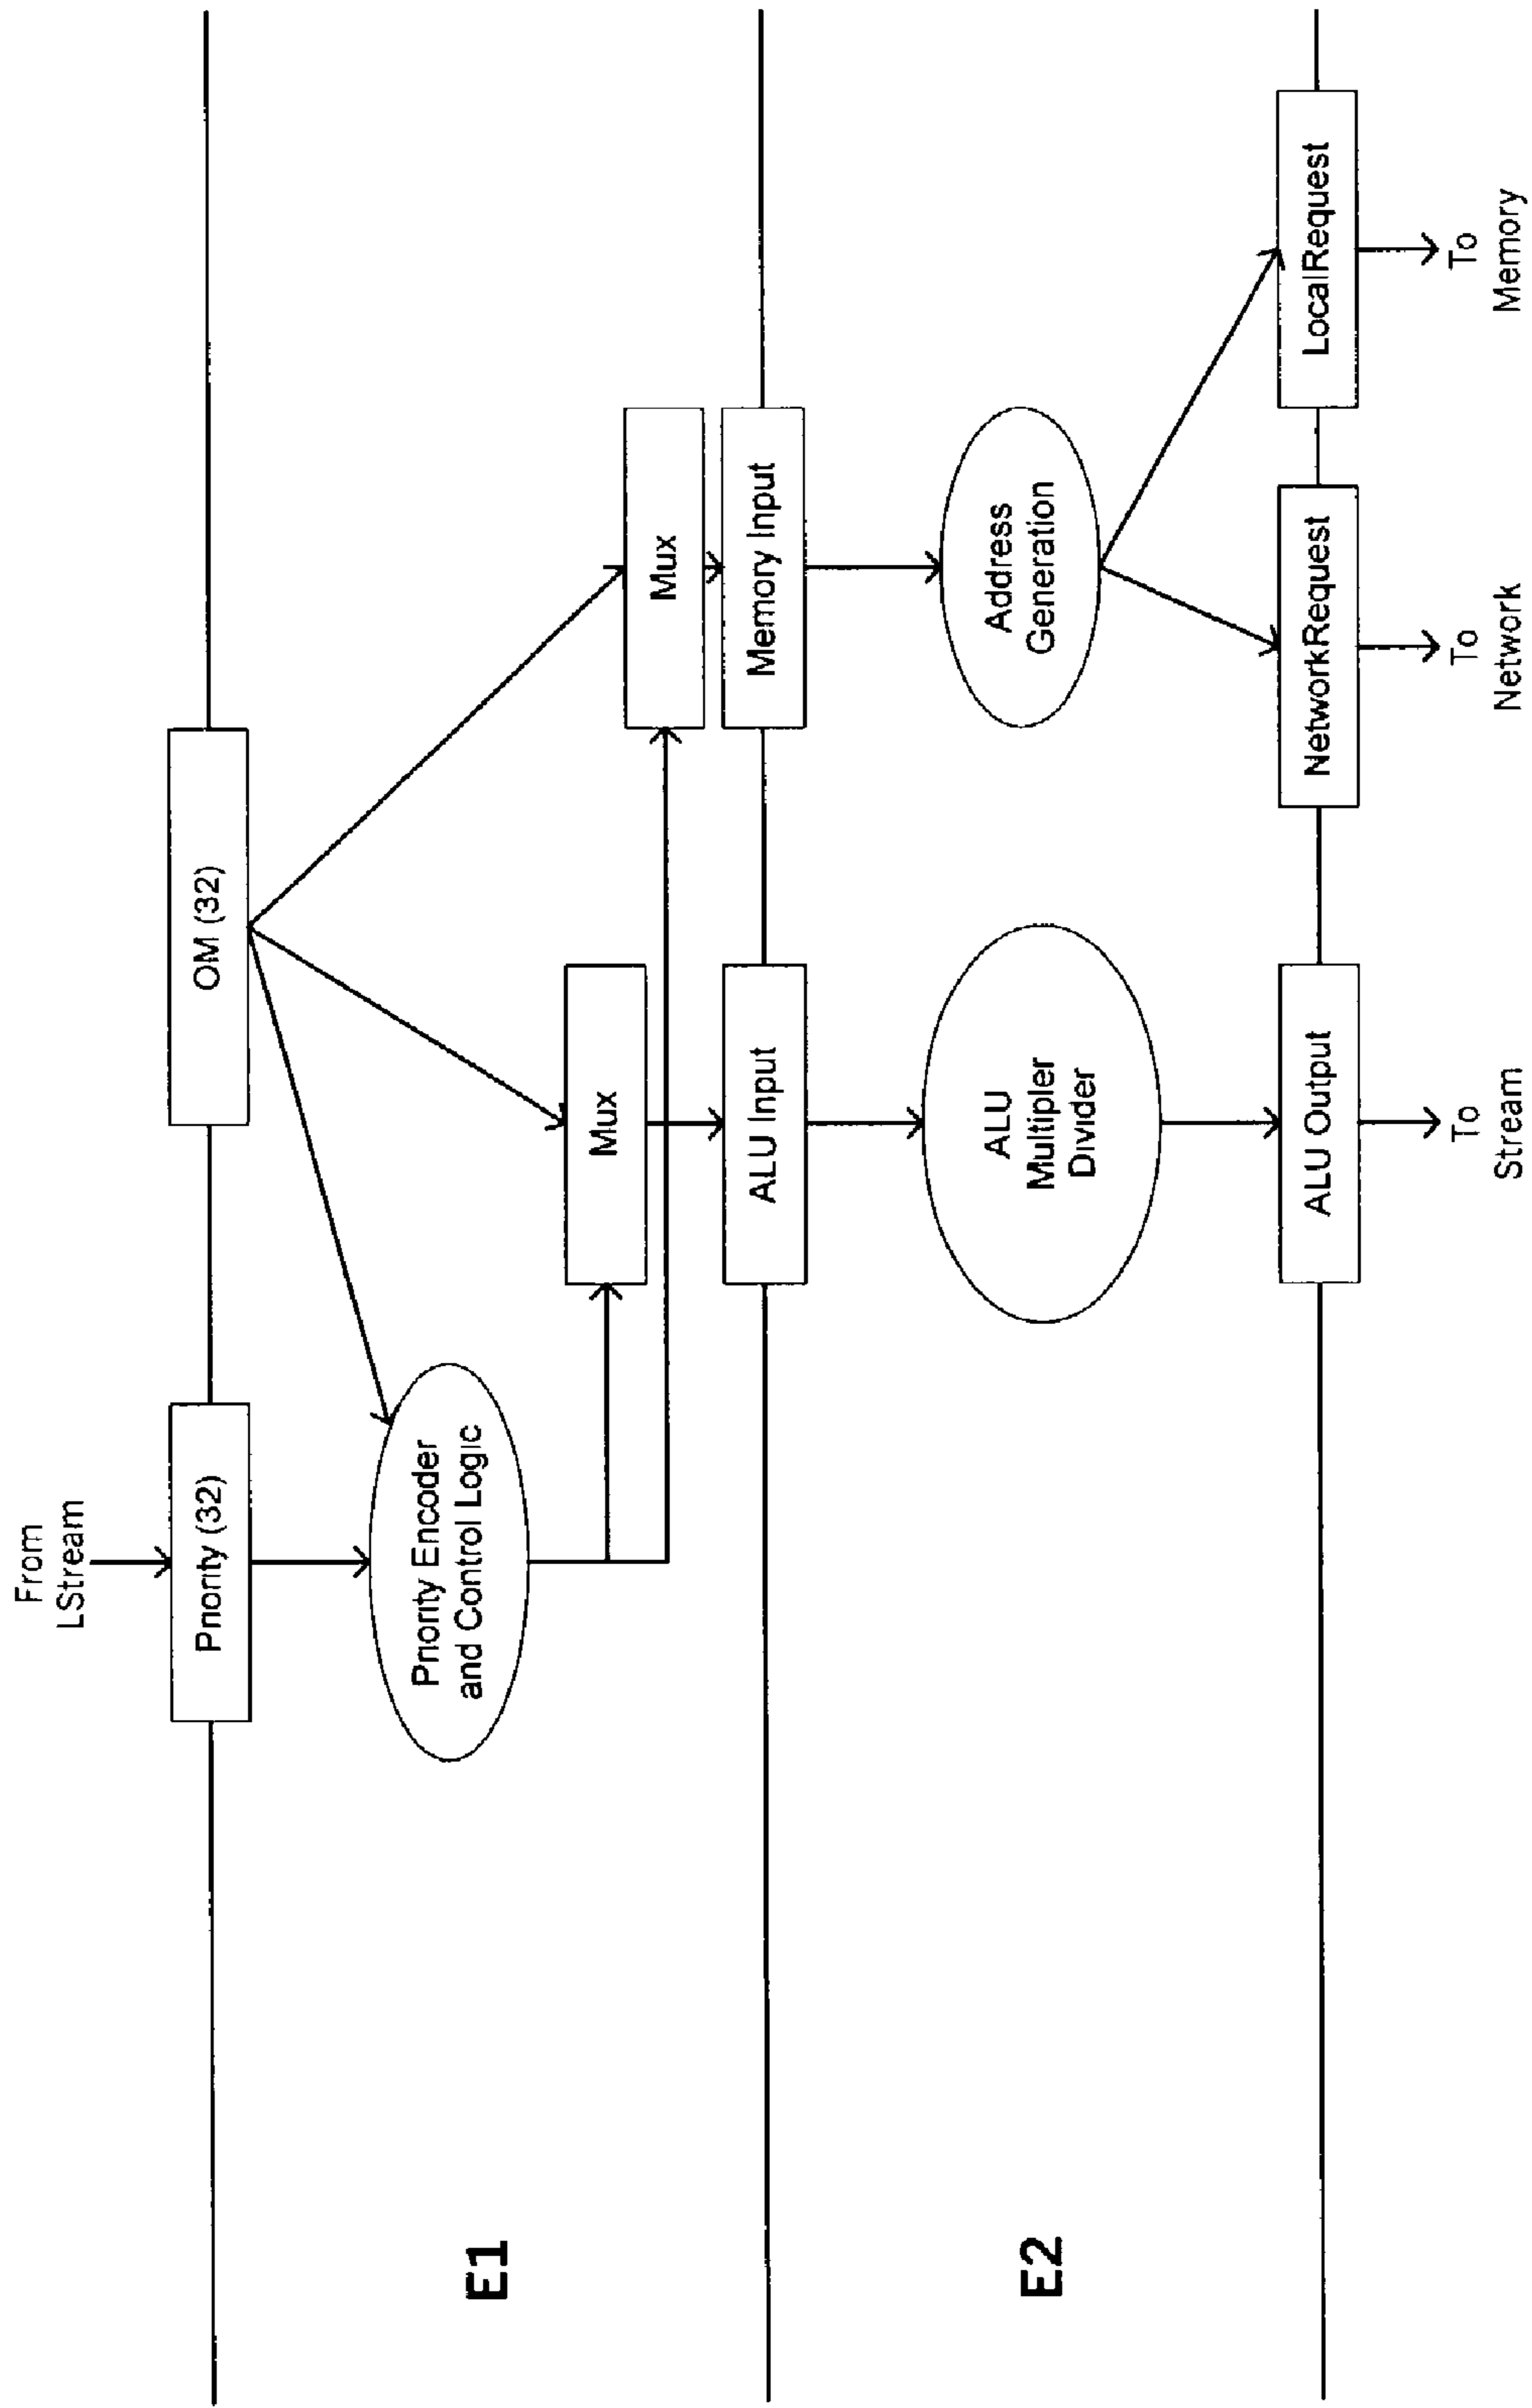 From
LStream
Priority (32)
OM (32)
Priority Encoder
and Control Logic
E1
Mux
Mux
ALU Input
Memory Input
E2
ALU
Multipler
Divider
Address
Generation
ALU Output
NetworkRequest
LocalRequest
To
Stream
To
Network
To
Memory